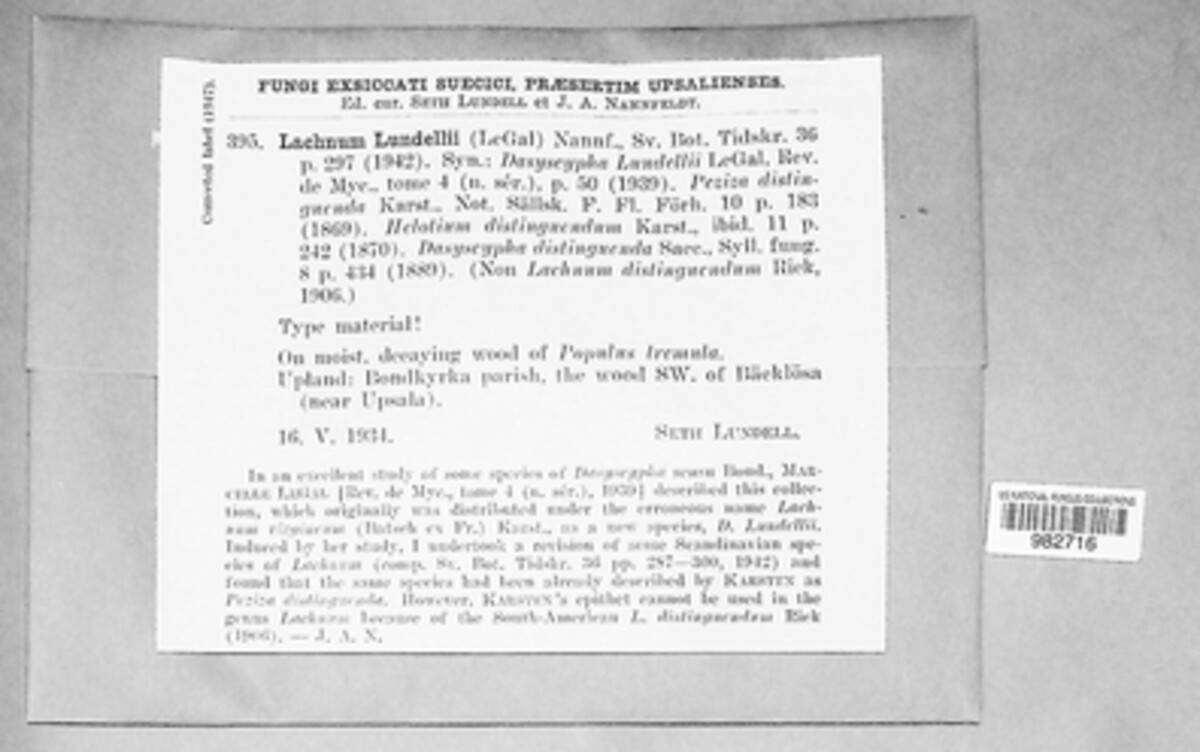 FUNGI EXSICCATI SUECICI, PRÆSERTIM UPSALIENSES.
Ed. cur. SETH LUNDELL et J. A. NANNFELDT.
Corrected label (1947).
395. Lachnum Lundellii (LeGal) Nannf., Sv. Bot. Tidskr. 36
p. 297 (1942). Syn.: Dasyscypha Lundellii LeGal, Rev.
de Myc., tome 4 (n. sér.), p. 50 (1939). Peziza distin-
guenda Karst., Not. Sällsk. F. Fl. Förh. 10 p. 183
(1869). Helotium distinguendum Karst., ibid. 11 p.
242 (1870). Dasyscypha distinguenda Sacc., Syll. fung.
8 p. 434 (1889). (Non Lachnum distinguendum Rick,
1906.)
Type material!
On moist, decaying wood of Populus tremula.
Upland: Bondkyrka parish, the wood SW. of Bäcklösa
(near Upsala).
16. V. 1934. SETH LUNDELL.
In an excellent study of some species of Dasyscypha sensu Boud., MAR-
CELLE LEGAL [Rev. de Myc., tome 4 (n. sér.), 1939] described this collec-
tion, which originally was distributed under the erroneous name Lach-
num virgineum (Batsch ex Fr.) Karst., as a new species, D. Lundellii.
Induced by her study, I undertook a revision of some Scandinavian spe-
cies of Lachnum (comp. Sv. Bot. Tidskr. 36 pp. 287—300, 1942) and
found that the same species had been already described by KARSTEN as
Peziza distinguenda. However, KARSTEN's epithet cannot be used in the
genus Lachnum because of the South-American L. distinguendum Rick
(1906). — J. A. N.
US NATIONAL FUNGUS COLLECTIONS
982716